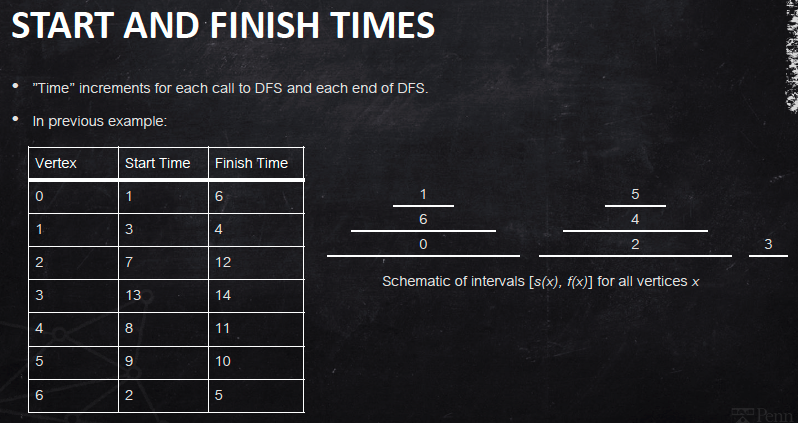 START AND FINISH TIMES
• "Time" increments for each call to DFS and each end of DFS.
• In previous example:
Vertex Start Time Finish Time
0 1 6
1 3 4
2 7 12
3 13 14
4 8 11
5 9 10
6 2 5
1 5
6 4
0 2 3
Schematic of intervals [s(x), f(x)] for all vertices x
Penn